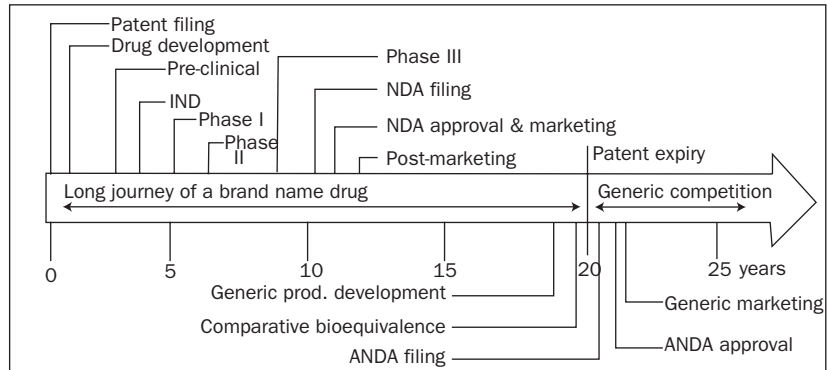 Patent filing
Drug development
Pre-clinical
IND
Phase I
Phase
II
Phase III
NDA filing
NDA approval & marketing
Post-marketing
Patent expiry
Long journey of a brand name drug
Generic competition
0
5
10
15
20
25 years
Generic prod. development
Comparative bioequivalence
ANDA filing
Generic marketing
ANDA approval